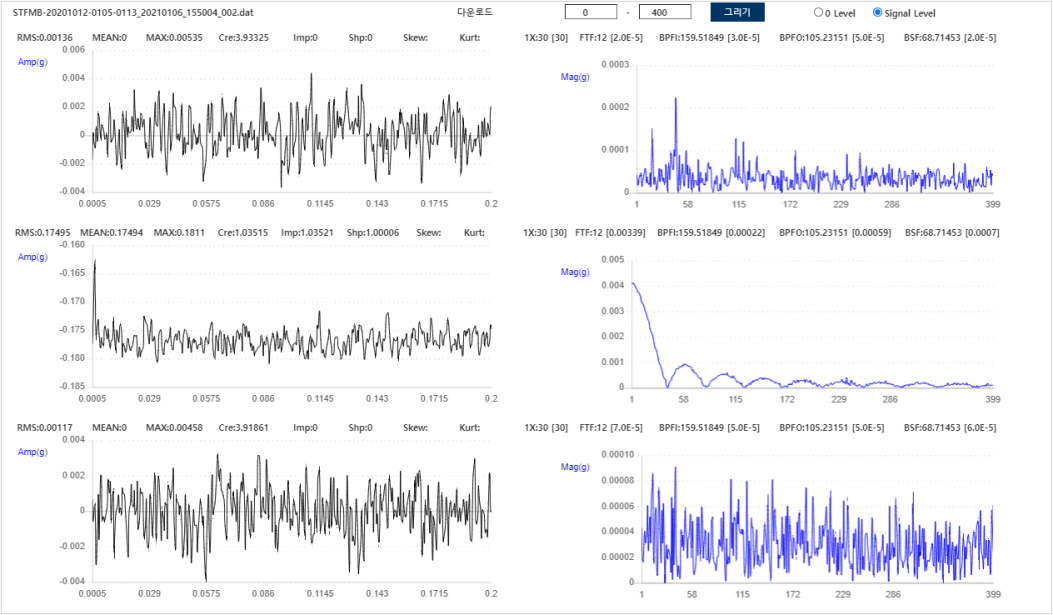 STFMB-20201012-0105-0113_20210106_155004_002.dat 다운로드 0 - 400 그리기 0 Level Signal Level
RMS:0.00136 MEAN:0 MAX:0.00535 Cre:3.93325 Imp:0 Shp:0 Skew: Kurt:
0.006
Amp(g)
0.004
0.002
0
-0.002
-0.004
0.0005 0.029 0.0575 0.086 0.1145 0.143 0.1715 0.2
1X:30 [30] FTF:12 [2.0E-5] BPFI:159.51849 [3.0E-5] BPFO:105.23151 [5.0E-5] BSF:68.71453 [2.0E-5]
0.0003
Mag(g)
0.0002
0.0001
0
1 58 115 172 229 286 399
RMS:0.17495 MEAN:0.17494 MAX:0.1811 Cre:1.03515 Imp:1.03521 Shp:1.00006 Skew: Kurt:
-0.160
Amp(g)
-0.165
-0.170
-0.175
-0.180
-0.185
0.0005 0.029 0.0575 0.086 0.1145 0.143 0.1715 0.2
1X:30 [30] FTF:12 [0.00339] BPFI:159.51849 [0.00022] BPFO:105.23151 [0.00059] BSF:68.71453 [0.0007]
0.005
Mag(g)
0.004
0.003
0.002
0.001
0
1 58 115 172 229 286 399
RMS:0.00117 MEAN:0 MAX:0.00458 Cre:3.91861 Imp:0 Shp:0 Skew: Kurt:
0.004
Amp(g)
0.002
0
-0.002
-0.004
0.0005 0.029 0.0575 0.086 0.1145 0.143 0.1715 0.2
1X:30 [30] FTF:12 [7.0E-5] BPFI:159.51849 [5.0E-5] BPFO:105.23151 [5.0E-5] BSF:68.71453 [6.0E-5]
0.00010
Mag(g)
0.00008
0.00006
0.00004
0.00002
0
1 58 115 172 229 286 399